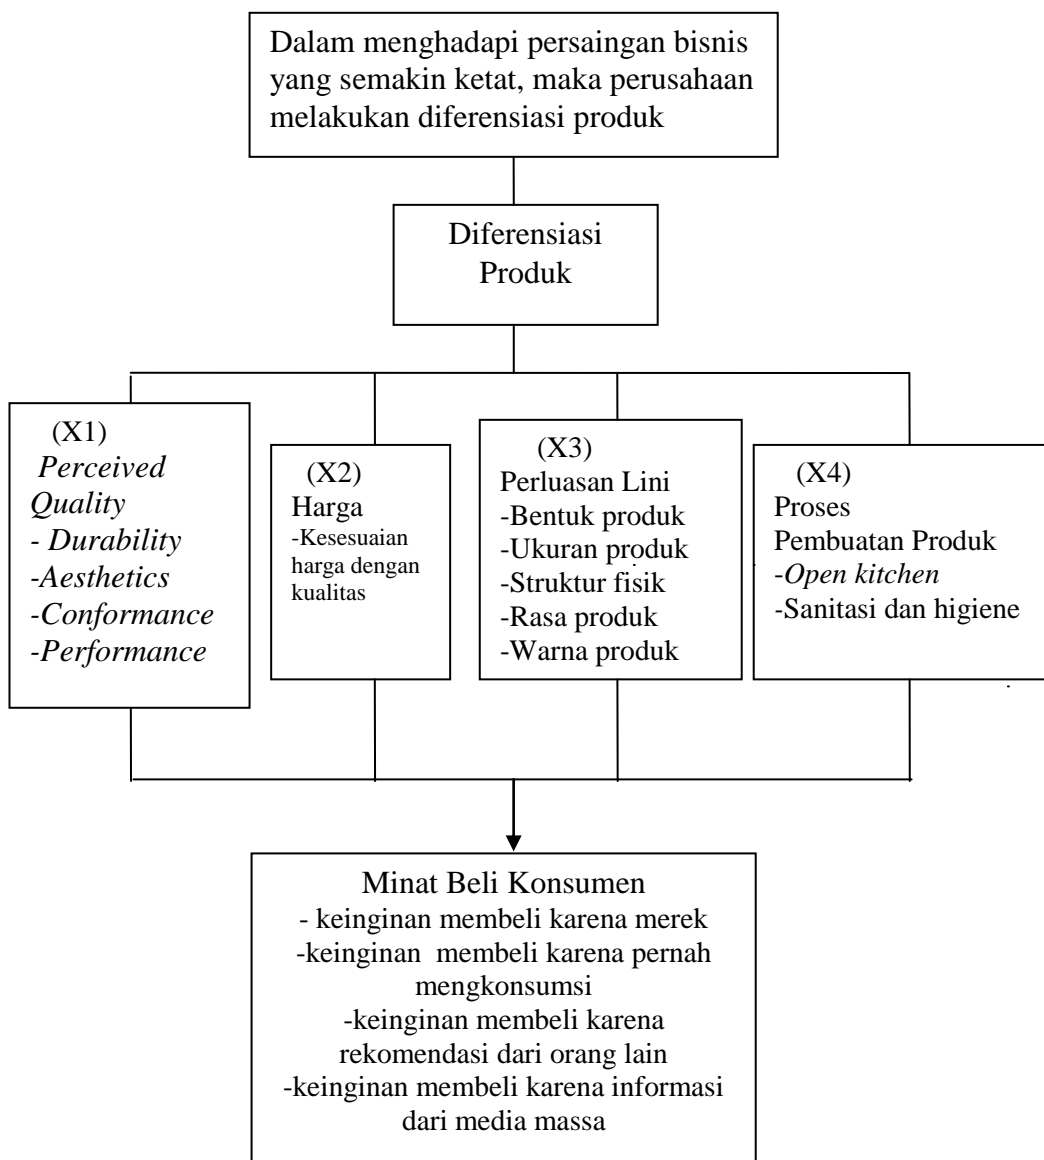 Dalam menghadapi persaingan bisnis
yang semakin ketat, maka perusahaan
melakukan diferensiasi produk
Diferensiasi
Produk
(X1)
Perceived
Quality
- Durability
-Aesthetics
-Conformance
-Performance
(X2)
Harga
-Kesesuaian
harga dengan
kualitas
(X3)
Perluasan Lini
-Bentuk produk
-Ukuran produk
-Struktur fisik
-Rasa produk
-Warna produk
(X4)
Proses
Pembuatan Produk
-Open kitchen
-Sanitasi dan higiene
Minat Beli Konsumen
- keinginan membeli karena merek
-keinginan  membeli karena pernah
mengkonsumsi
-keinginan membeli karena
rekomendasi dari orang lain
-keinginan membeli karena informasi
dari media massa